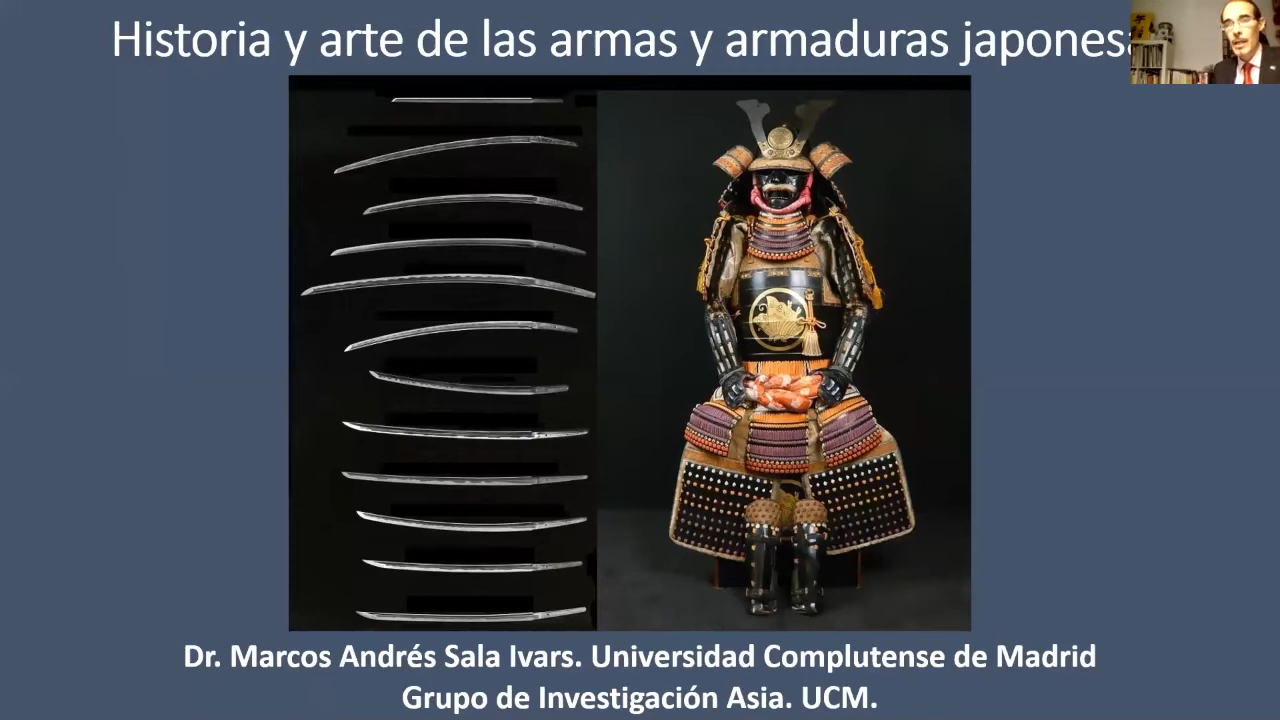 Historia y arte de las armas y armaduras japonesa
Dr. Marcos Andrés Sala Ivars. Universidad Complutense de Madrid
Grupo de Investigación Asia. UCM.